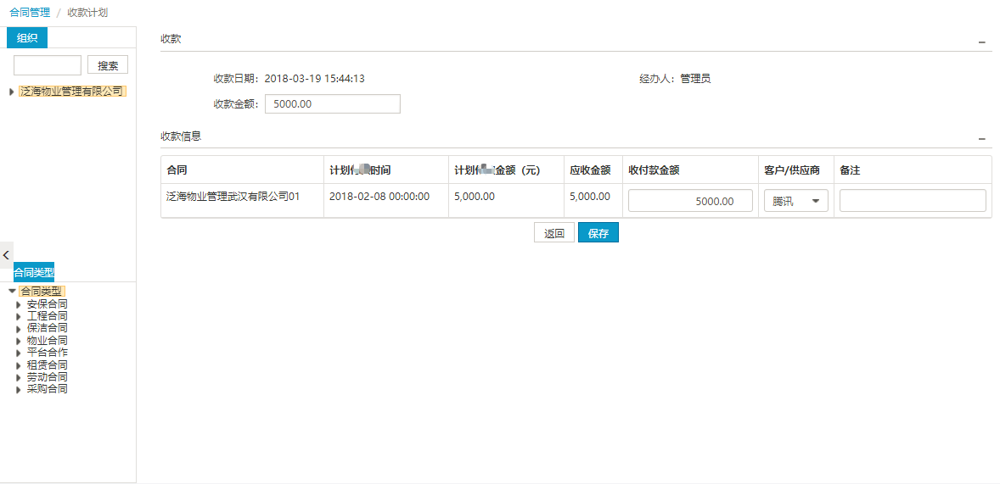 合同管理 / 收款计划
组织
搜索
泛海物业管理有限公司
合同类型
合同类型
安保合同
工程合同
保洁合同
物业合同
平台合作
租赁合同
劳动合同
采购合同
收款
收款日期: 2018-03-19 15:44:13 经办人: 管理员
收款金额: 5000.00
收款信息
合同 计划 时间 计划 金额（元） 应收金额 收付款金额 客户/供应商 备注
泛海物业管理武汉有限公司01 2018-02-08 00:00:00 5,000.00 5,000.00 5000.00 腾讯
返回 保存